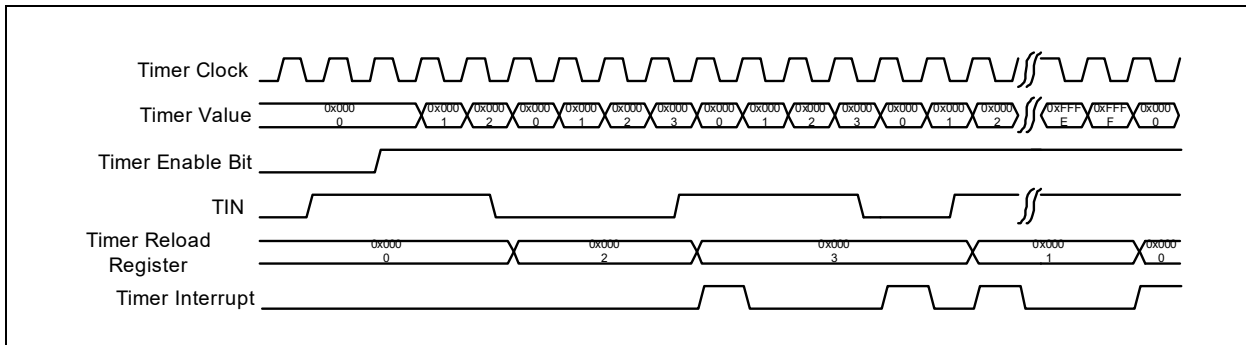 Timer Clock
Timer Value
0x000 0x000 0x000 0x000 0x000 0x000 0x000 0x000 0x000 0x000 0x000 0x000 0x000 0x000 0xFFF 0xFFF 0x000
0 1 2 0 1 2 3 0 1 2 3 0 1 2 E F 0
Timer Enable Bit
TIN
Timer Reload
Register
0x000 0x000 0x000 0x000 0x000
0 2 3 1 0
Timer Interrupt